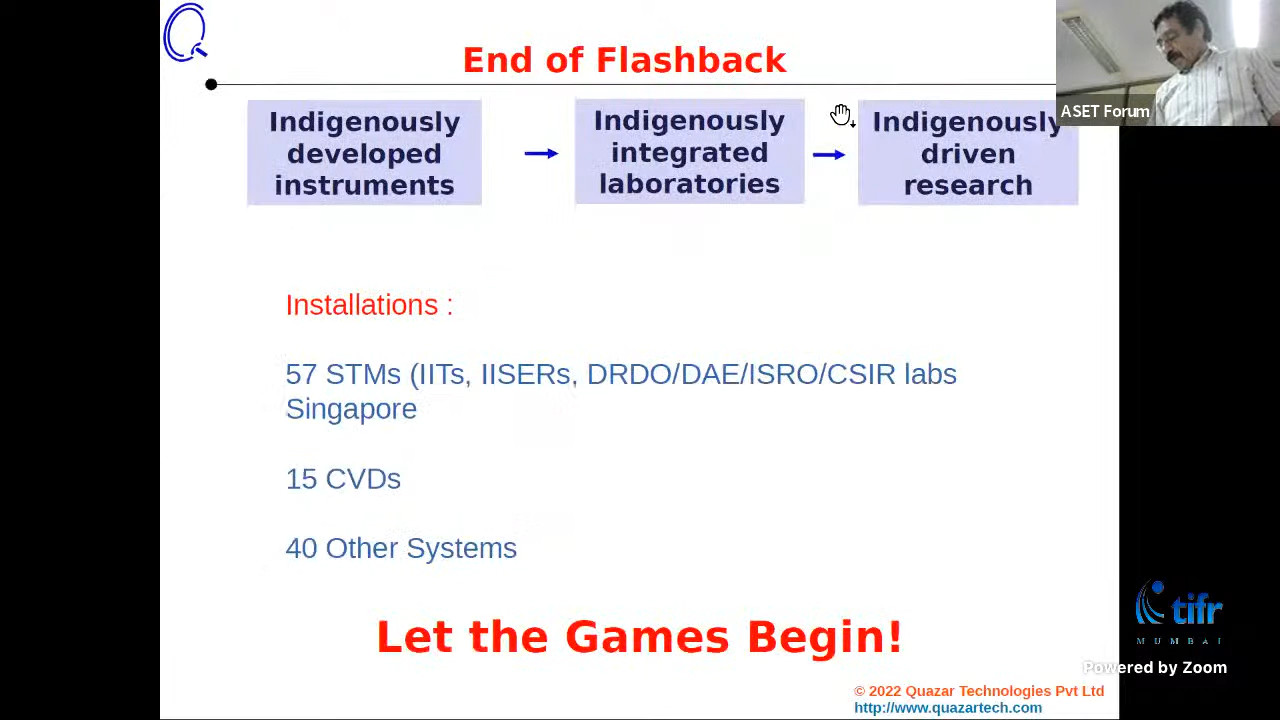 End of Flashback
ASET Forum
Indigenously
developed
instruments
Indigenously
integrated
laboratories
Indigenously
driven
research
Installations :
57 STMs (IITs, IISERs, DRDO/DAE/ISRO/CSIR labs
Singapore
15 CVDs
40 Other Systems
Let the Games Begin!
tifr
MUMBAI
Powered by Zoom
© 2022 Quazar Technologies Pvt Ltd
http://www.quazartech.com